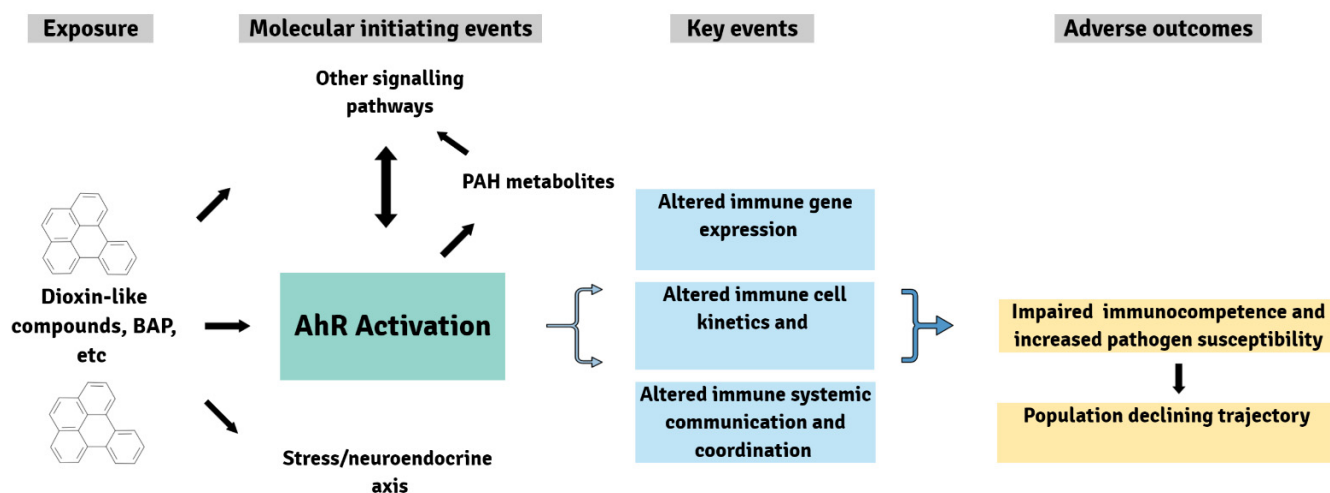 Exposure
Molecular initiating events
Key events
Adverse outcomes
Other signalling
pathways
PAH metabolites
Dioxin-like
compounds, BAP,
etc
AhR Activation
Stress/neuroendocrine
axis
Altered immune gene
expression
Altered immune cell
kinetics and
Altered immune systemic
communication and
coordination
Impaired immunocompetence and
increased pathogen susceptibility
Population declining trajectory